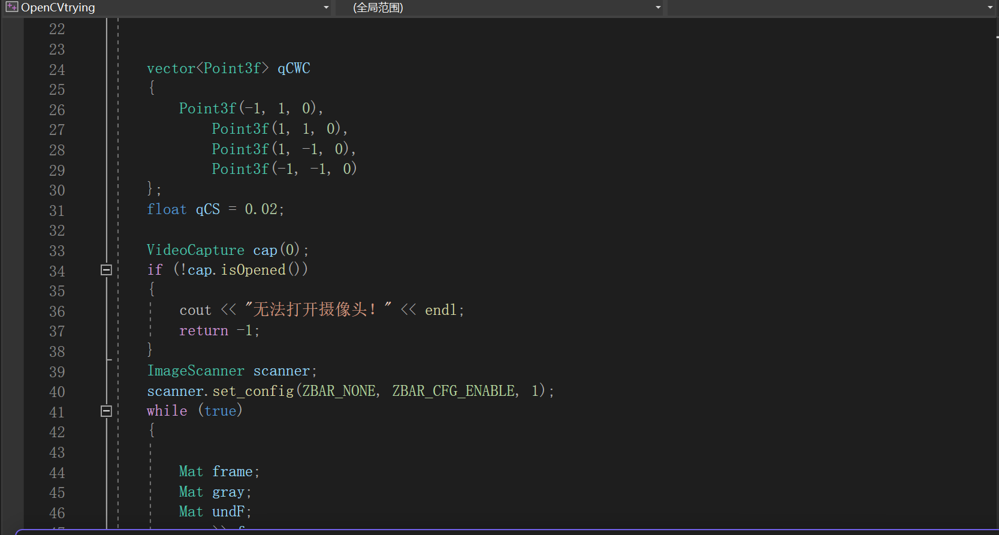 OpenCVtrying (全局范围)
22
23
24 vector<Point3f> qCWC
25 {
26 Point3f(-1, 1, 0),
27 Point3f(1, 1, 0),
28 Point3f(1, -1, 0),
29 Point3f(-1, -1, 0)
30 };
31 float qCS = 0.02;
32
33 VideoCapture cap(0);
34 if (!cap.isOpened())
35 {
36 cout << "无法打开摄像头！" << endl;
37 return -1;
38 }
39 ImageScanner scanner;
40 scanner.set_config(ZBAR_NONE, ZBAR_CFG_ENABLE, 1);
41 while (true)
42 {
43
44 Mat frame;
45 Mat gray;
46 Mat undF;